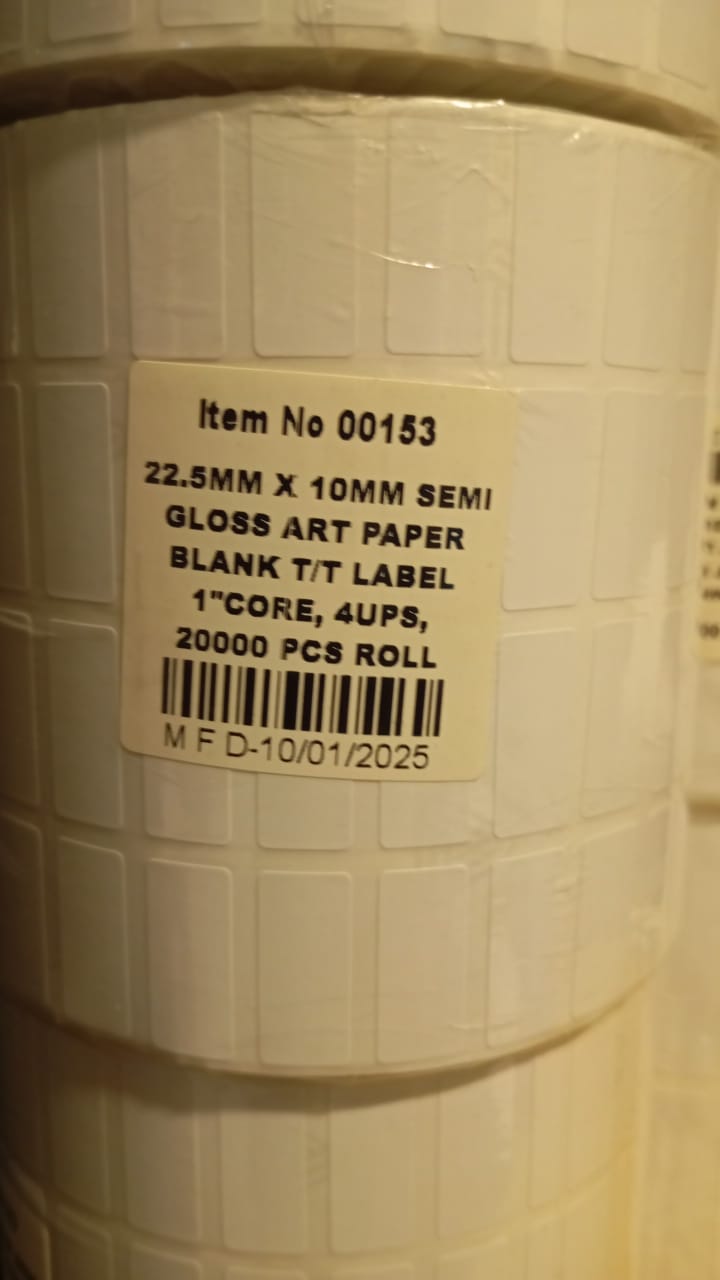 Item No 00153
22.5MM X 10MM SEMI
GLOSS ART PAPER
BLANK T/T LABEL
1"CORE, 4UPS,
20000 PCS ROLL
M F D-10/01/2025